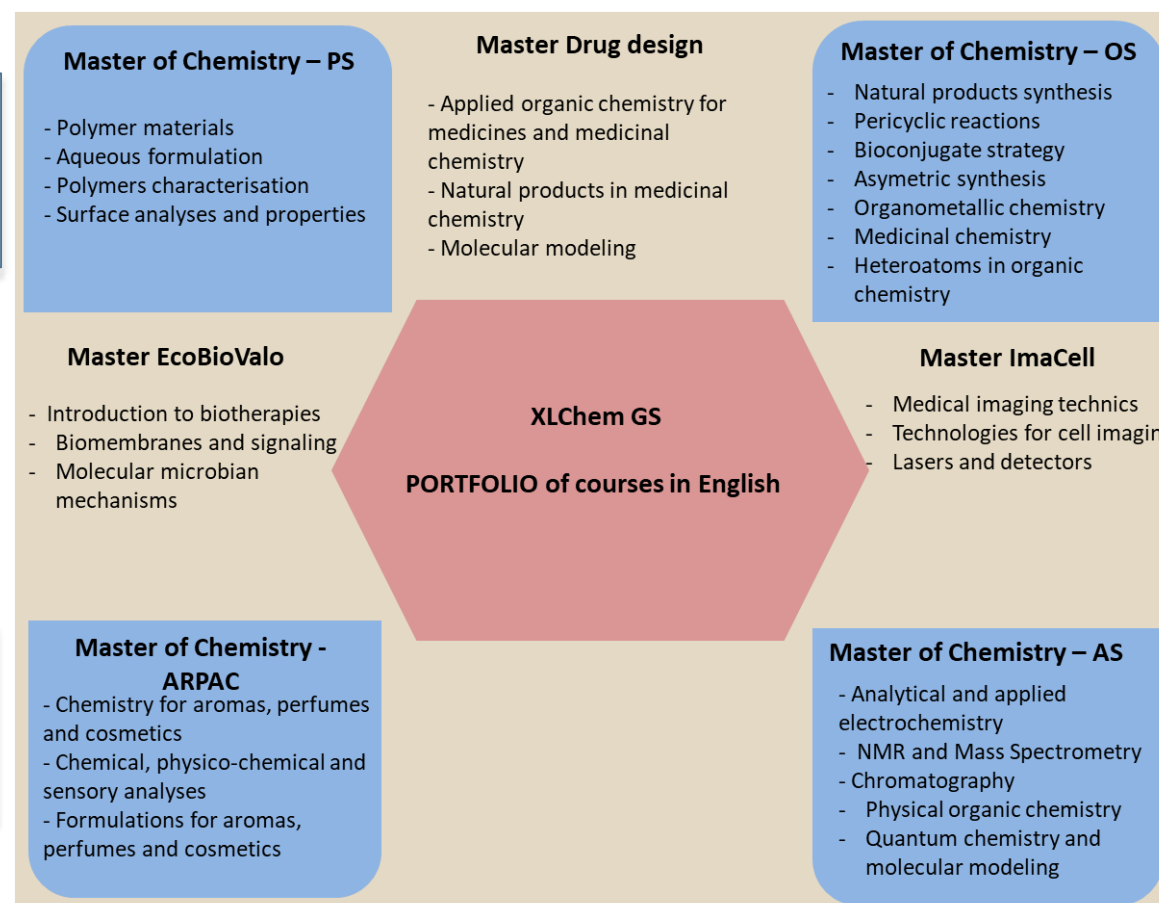 Master of Chemistry – PS
- Polymer materials
- Aqueous formulation
- Polymers characterisation
- Surface analyses and properties
Master Drug design
- Applied organic chemistry for
medicines and medicinal
chemistry
- Natural products in medicinal
chemistry
- Molecular modeling
Master of Chemistry – OS
- Natural products synthesis
- Pericyclic reactions
- Bioconjugate strategy
- Asymetric synthesis
- Organometallic chemistry
- Medicinal chemistry
- Heteroatoms in organic
chemistry
Master EcoBioValo
- Introduction to biotherapies
- Biomembranes and signaling
- Molecular microbian
mechanisms
XLChem GS
PORTFOLIO of courses in English
Master ImaCell
- Medical imaging technics
- Technologies for cell imagin
- Lasers and detectors
Master of Chemistry -
ARPAC
- Chemistry for aromas, perfumes
and cosmetics
- Chemical, physico-chemical and
sensory analyses
- Formulations for aromas,
perfumes and cosmetics
Master of Chemistry – AS
- Analytical and applied
electrochemistry
- NMR and Mass Spectrometry
- Chromatography
- Physical organic chemistry
- Quantum chemistry and
molecular modeling